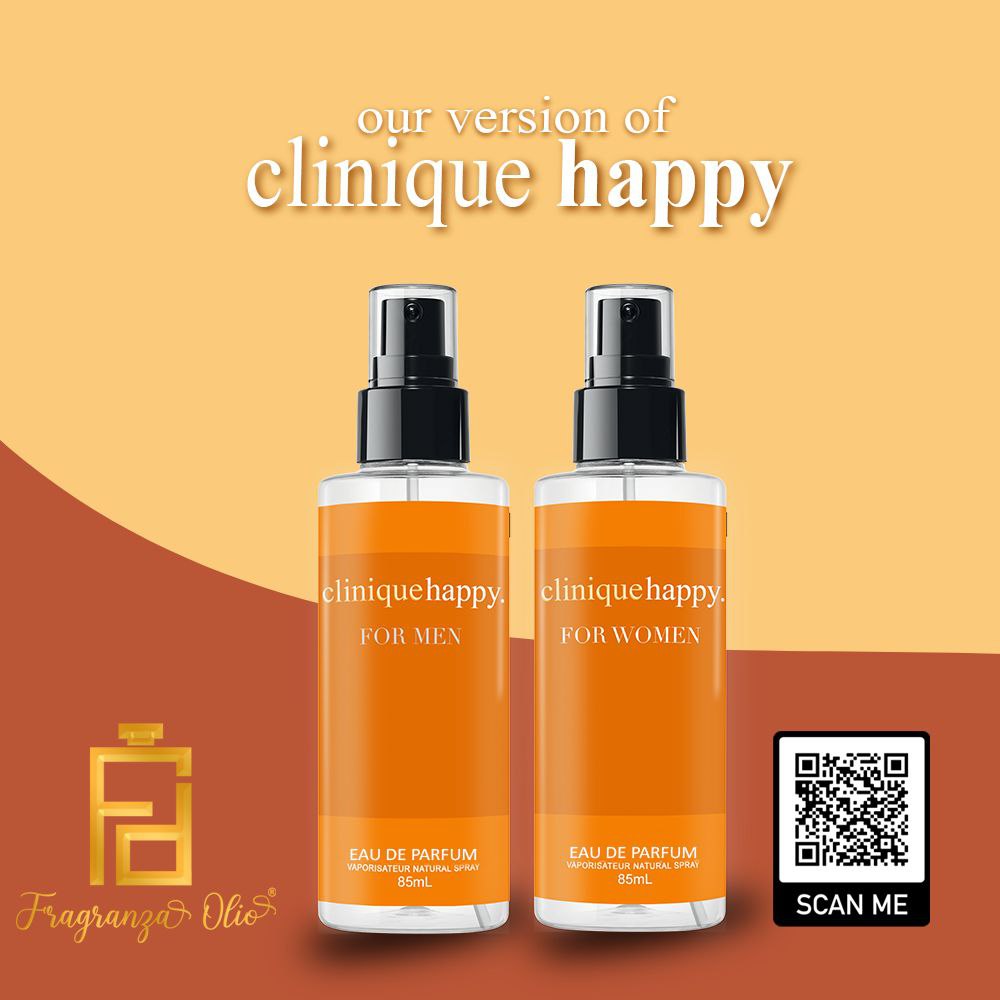 our version of
clinique happy
cliniquehappy.
FOR MEN
EAU DE PARFUM
VAPORISATEUR NATURAL SPRAY
85mL
cliniquehappy.
FOR WOMEN
EAU DE PARFUM
VAPORISATEUR NATURAL SPRAY
85mL
Fragranza Olio®
SCAN ME